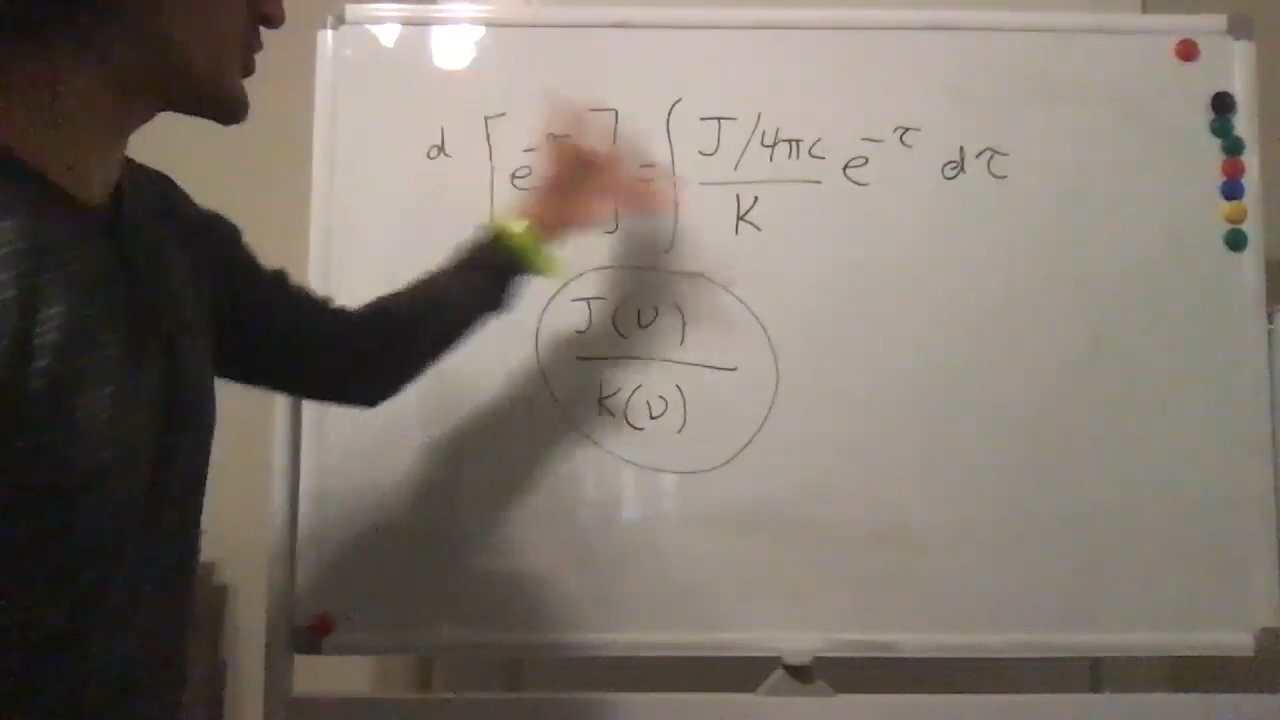 d [e^-τ ] = ∫ J/4πc / K e^-τ dτ
J(ν)
K(ν)